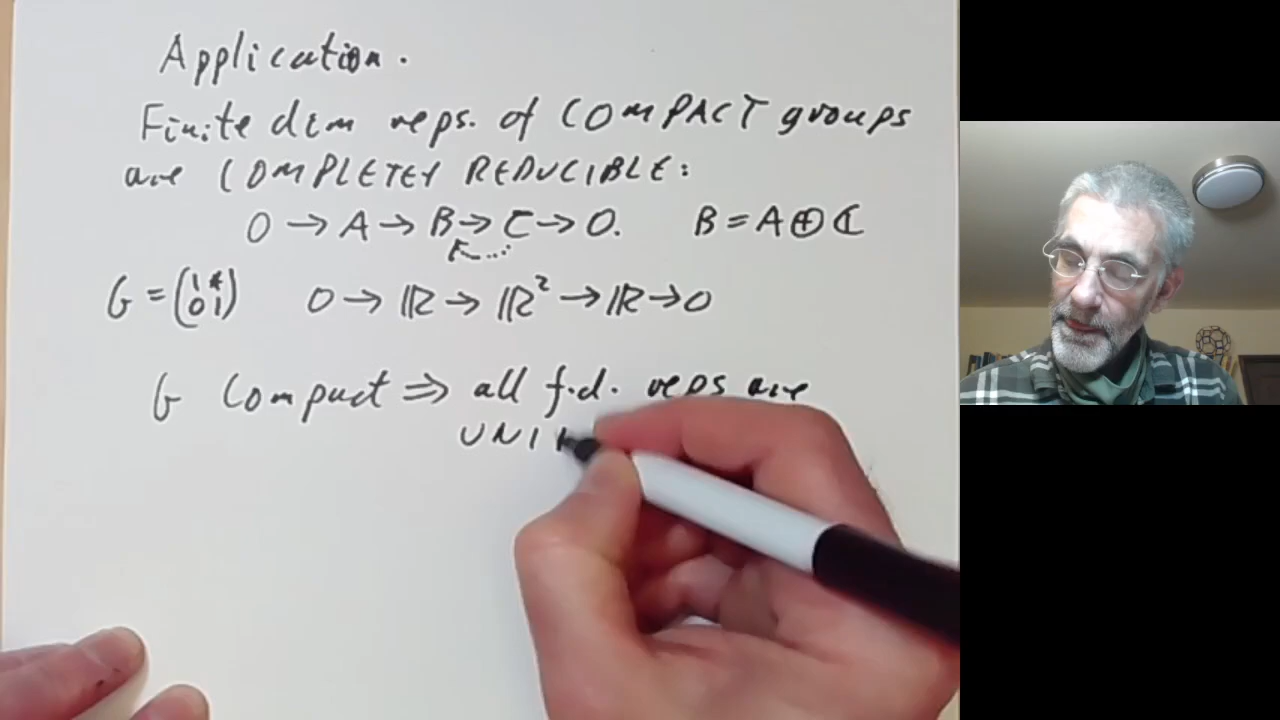 Application.
Finite dim reps. of COMPACT groups
are COMPLETEY REDUCIBLE:
0 → A → B → C → 0. B = A ⊕ C
G = (1 * 0 1) 0 → ℝ → ℝ² → ℝ → 0
G Compact ⇒ all f.d. reps are
UNI